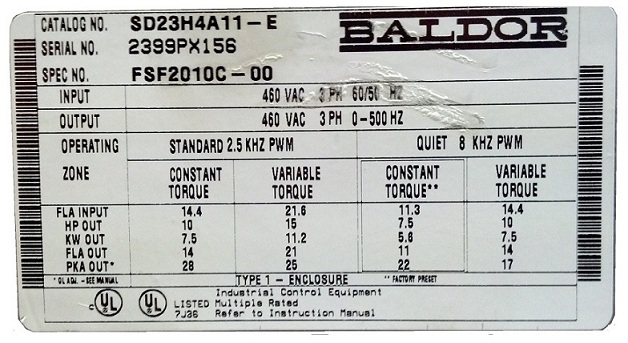 CATALOG NO. SD23H4A11-E
BALDOR
SERIAL NO. 2399PX156
SPEC NO. FSF2010C-00
INPUT 460 VAC 3 PH 60/50 HZ
OUTPUT 460 VAC 3 PH 0-500 HZ
OPERATING STANDARD 2.5 KHZ PWM QUIET 8 KHZ PWM
ZONE CONSTANT VARIABLE CONSTANT VARIABLE
TORQUE TORQUE TORQUE** TORQUE
FLA INPUT 14.4 21.6 11.3 14.4
HP OUT 10 15 7.5 10
KW OUT 7.5 11.2 5.6 7.5
FLA OUT 14 21 11 14
PKA OUT* 28 25 22 17
* OL ADJ. - SEE MANUAL TYPE 1 - ENCLOSURE ** FACTORY PRESET
Industrial Control Equipment
c UL UL LISTED Multiple Rated
7J36 Refer to Instruction Manual